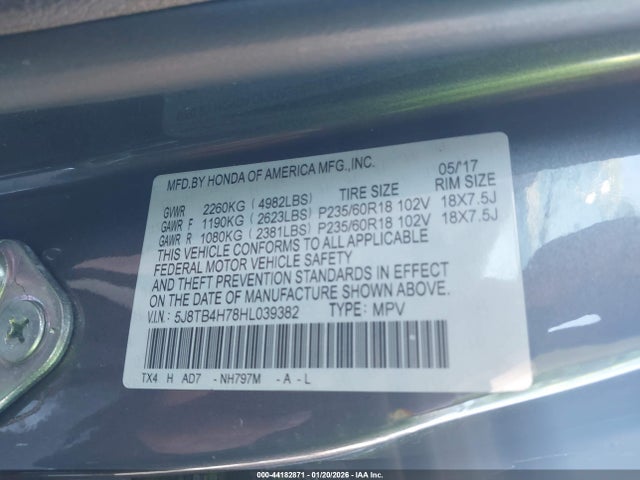 MFD.BY HONDA OF AMERICA MFG.,INC. 05/'17
GVWR 2260KG (4982LBS) TIRE SIZE RIM SIZE
GAWR F 1190KG (2623LBS) P235/60R18 102V 18X7.5J
GAWR R 1080KG (2381LBS) P235/60R18 102V 18X7.5J
THIS VEHICLE CONFORMS TO ALL APPLICABLE
FEDERAL MOTOR VEHICLE SAFETY
AND THEFT PREVENTION STANDARDS IN EFFECT
ON THE DATE OF MANUFACTURE SHOWN ABOVE.
V.I.N.: 5J8TB4H78HL039382 TYPE: MPV
TX4 H AD7 - NH797M - A - L
000-44182871 - 01/20/2026 - IAA Inc.